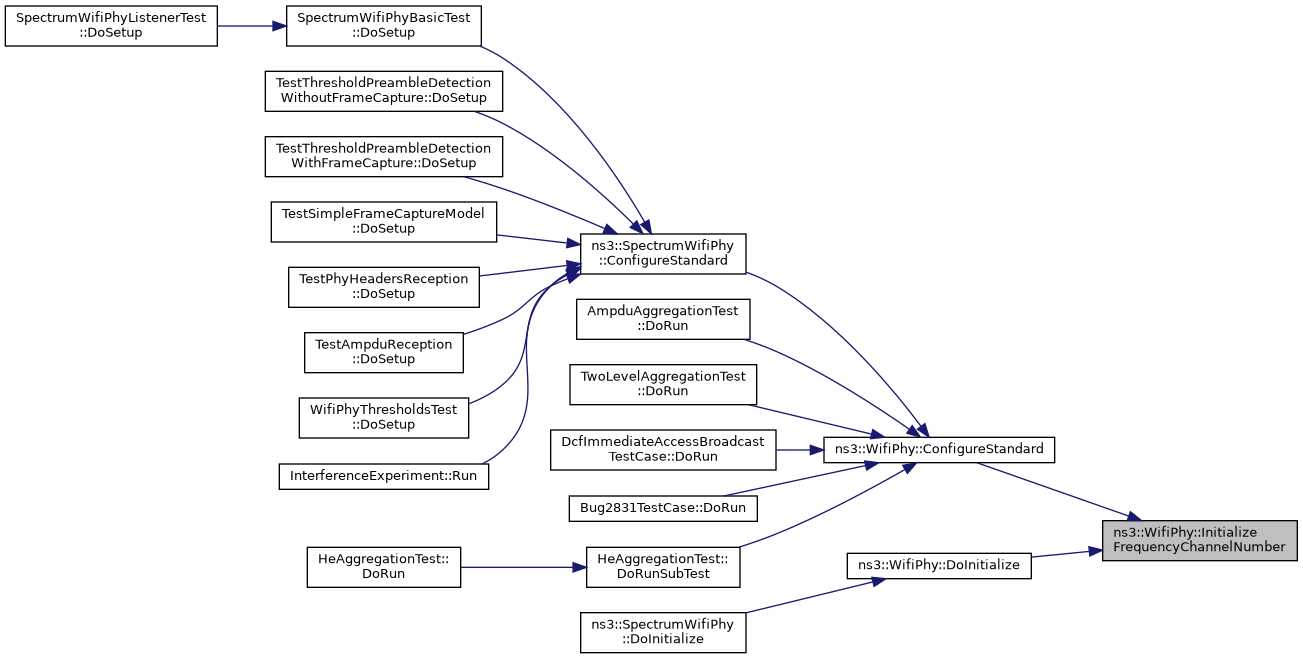 SpectrumWifiPhyListenerTest
::DoSetup
SpectrumWifiPhyBasicTest
::DoSetup
TestThresholdPreambleDetection
WithoutFrameCapture::DoSetup
TestThresholdPreambleDetection
WithFrameCapture::DoSetup
TestSimpleFrameCaptureModel
::DoSetup
TestPhyHeadersReception
::DoSetup
TestAmpduReception
::DoSetup
WifiPhyThresholdsTest
::DoSetup
InterferenceExperiment::Run
HeAggregationTest::
DoRun
ns3::SpectrumWifiPhy
::ConfigureStandard
AmpduAggregationTest
::DoRun
TwoLevelAggregationTest
::DoRun
DcfImmediateAccessBroadcast
TestCase::DoRun
Bug2831TestCase::DoRun
HeAggregationTest::
DoRunSubTest
ns3::SpectrumWifiPhy
::DoInitialize
ns3::WifiPhy::ConfigureStandard
ns3::WifiPhy::DoInitialize
ns3::WifiPhy::Initialize
FrequencyChannelNumber